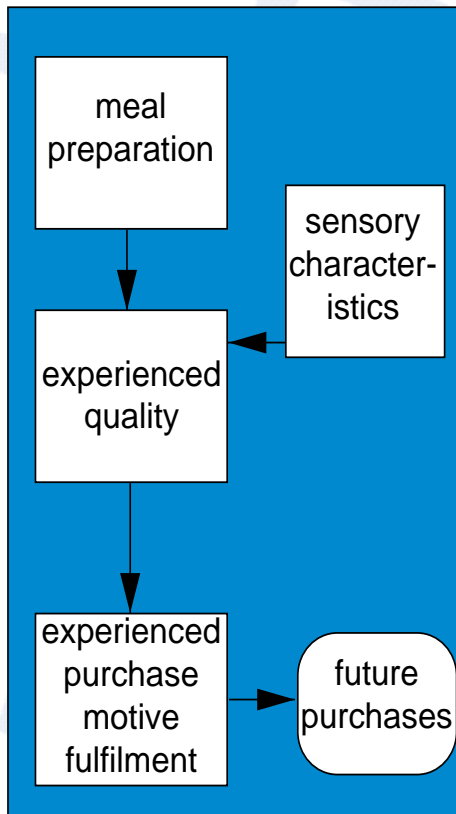 meal
preparation
sensory
character-
istics
experienced
quality
experienced
purchase
motive
fulfilment
future
purchases